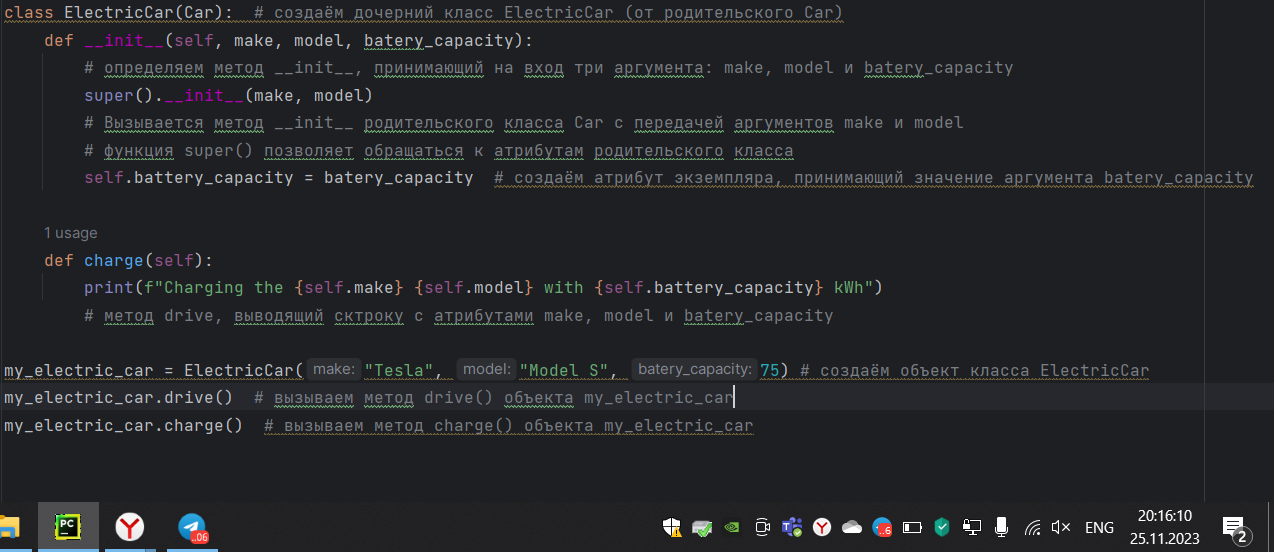 class ElectricCar(Car):  # создаём дочерний класс ElectricCar (от родительского Car)
    def __init__(self, make, model, batery_capacity):
        # определяем метод __init__, принимающий на вход три аргумента: make, model и batery_capacity
        super().__init__(make, model)
        # Вызывается метод __init__ родительского класса Car с передачей аргументов make и model
        # функция super() позволяет обращаться к атрибутам родительского класса
        self.battery_capacity = batery_capacity  # создаём атрибут экземпляра, принимающий значение аргумента batery_capacity
    1 usage
    def charge(self):
        print(f"Charging the {self.make} {self.model} with {self.battery_capacity} kWh")
        # метод drive, выводящий сктроку с атрибутами make, model и batery_capacity
my_electric_car = ElectricCar( make: "Tesla", model: "Model S", batery_capacity: 75) # создаём объект класса ElectricCar
my_electric_car.drive()  # вызываем метод drive() объекта my_electric_car
my_electric_car.charge()  # вызываем метод charge() объекта my_electric_car
PC
Y
..06
Y
..6
ENG
20:16:10
25.11.2023
2